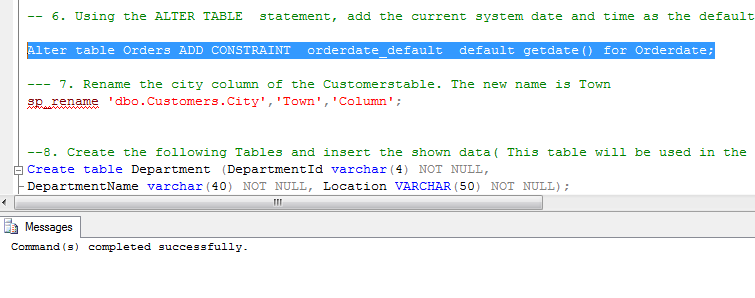 -- 6. Using the ALTER TABLE  statement, add the current system date and time as the default
Alter table Orders ADD CONSTRAINT  orderdate_default  default getdate() for Orderdate;
--- 7. Rename the city column of the Customerstable. The new name is Town
sp_rename 'dbo.Customers.City','Town','Column';
--8. Create the following Tables and insert the shown data( This table will be used in the
Create table Department (DepartmentId varchar(4) NOT NULL,
DepartmentName varchar(40) NOT NULL, Location VARCHAR(50) NOT NULL);
Messages
Command(s) completed successfully.